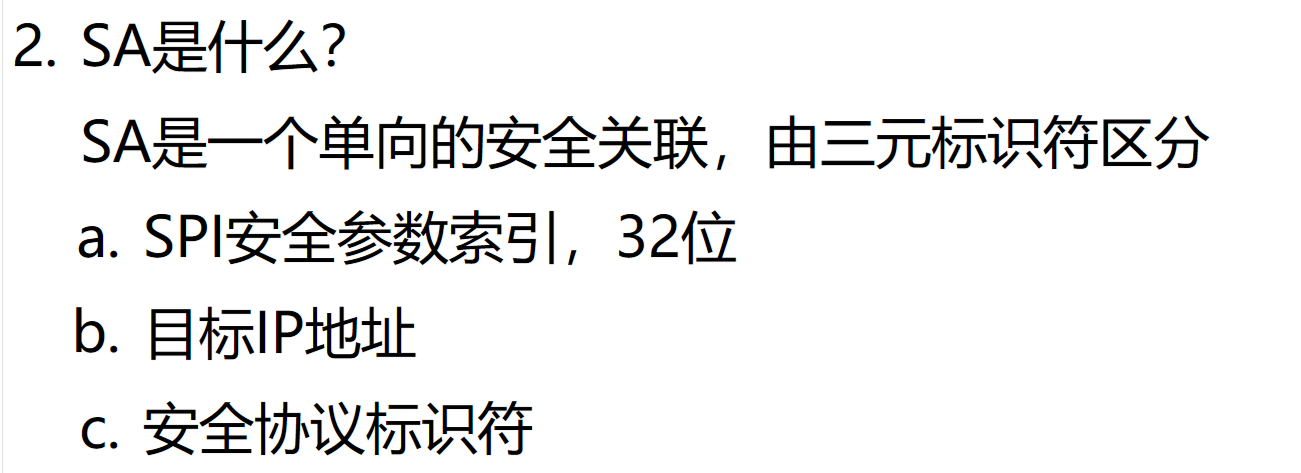 2. SA是什么？
SA是一个单向的安全关联，由三元标识符区分
a. SPI安全参数索引，32位
b. 目标IP地址
c. 安全协议标识符